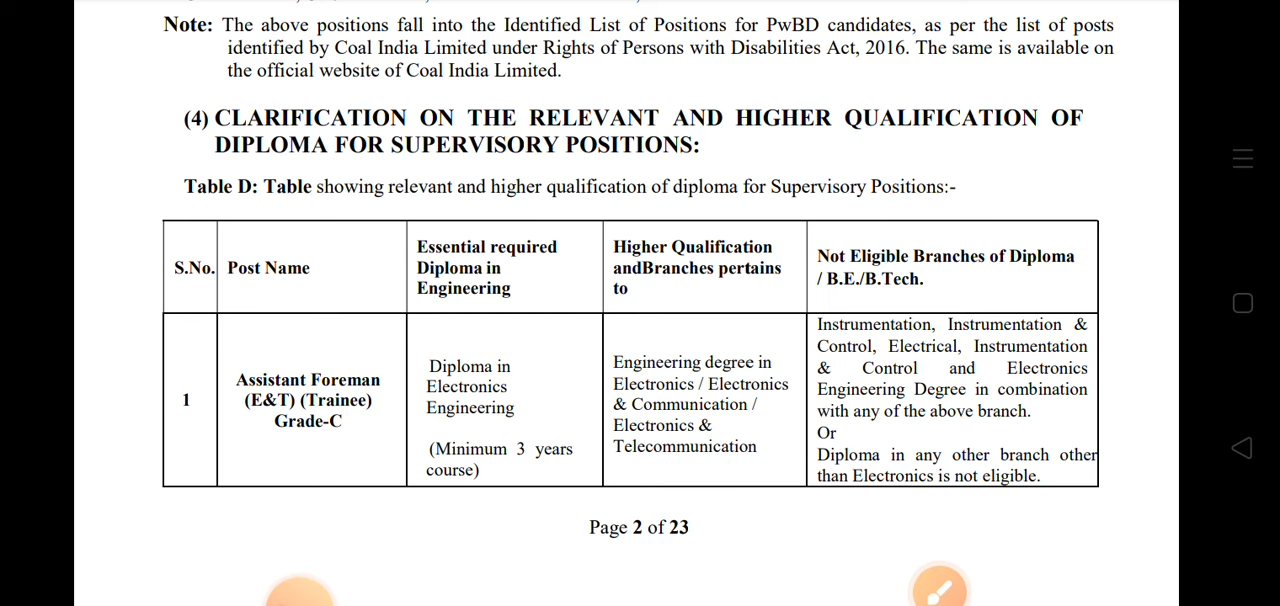 Note: The above positions fall into the Identified List of Positions for PwBD candidates, as per the list of posts
identified by Coal India Limited under Rights of Persons with Disabilities Act, 2016. The same is available on
the official website of Coal India Limited.
(4) CLARIFICATION ON THE RELEVANT AND HIGHER QUALIFICATION OF
DIPLOMA FOR SUPERVISORY POSITIONS:
Table D: Table showing relevant and higher qualification of diploma for Supervisory Positions:-
S.No.
Post Name
Essential required
Diploma in
Engineering
Higher Qualification
andBranches pertains
to
Not Eligible Branches of Diploma
/ B.E./B.Tech.
1
Assistant Foreman
(E&T) (Trainee)
Grade-C
Diploma in
Electronics
Engineering
(Minimum 3 years
course)
Engineering degree in
Electronics / Electronics
& Communication /
Electronics &
Telecommunication
Instrumentation, Instrumentation &
Control, Electrical, Instrumentation
& Control and Electronics
Engineering Degree in combination
with any of the above branch.
Or
Diploma in any other branch other
than Electronics is not eligible.
Page 2 of 23